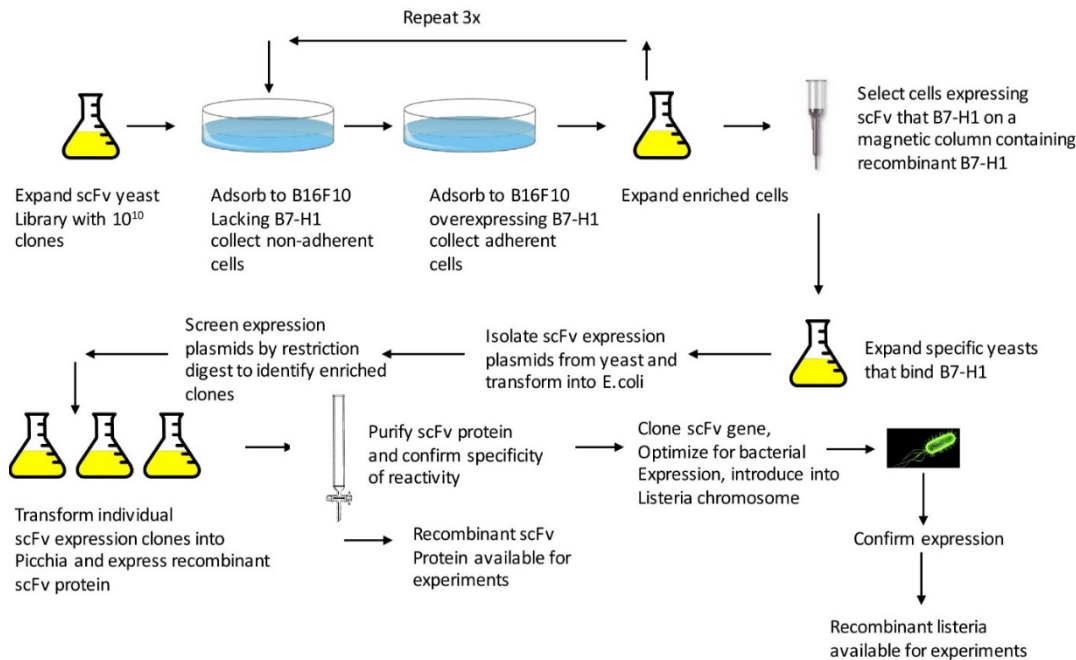 Repeat 3x
Expand scFv yeast
Library with 10¹⁰
clones
Adsorb to B16F10
Lacking B7-H1
collect non-adherent
cells
Adsorb to B16F10
overexpressing B7-H1
collect adherent
cells
Expand enriched cells
Select cells expressing
scFv that B7-H1 on a
magnetic column containing
recombinant B7-H1
Expand specific yeasts
that bind B7-H1
Isolate scFv expression
plasmids from yeast and
transform into E.coli
Screen expression
plasmids by restriction
digest to identify enriched
clones
Transform individual
scFv expression clones into
Picchia and express recombinant
scFv protein
Purify scFv protein
and confirm specificity
of reactivity
Recombinant scFv
Protein available for
experiments
Clone scFv gene,
Optimize for bacterial
Expression, introduce into
Listeria chromosome
Confirm expression
Recombinant listeria
available for experiments